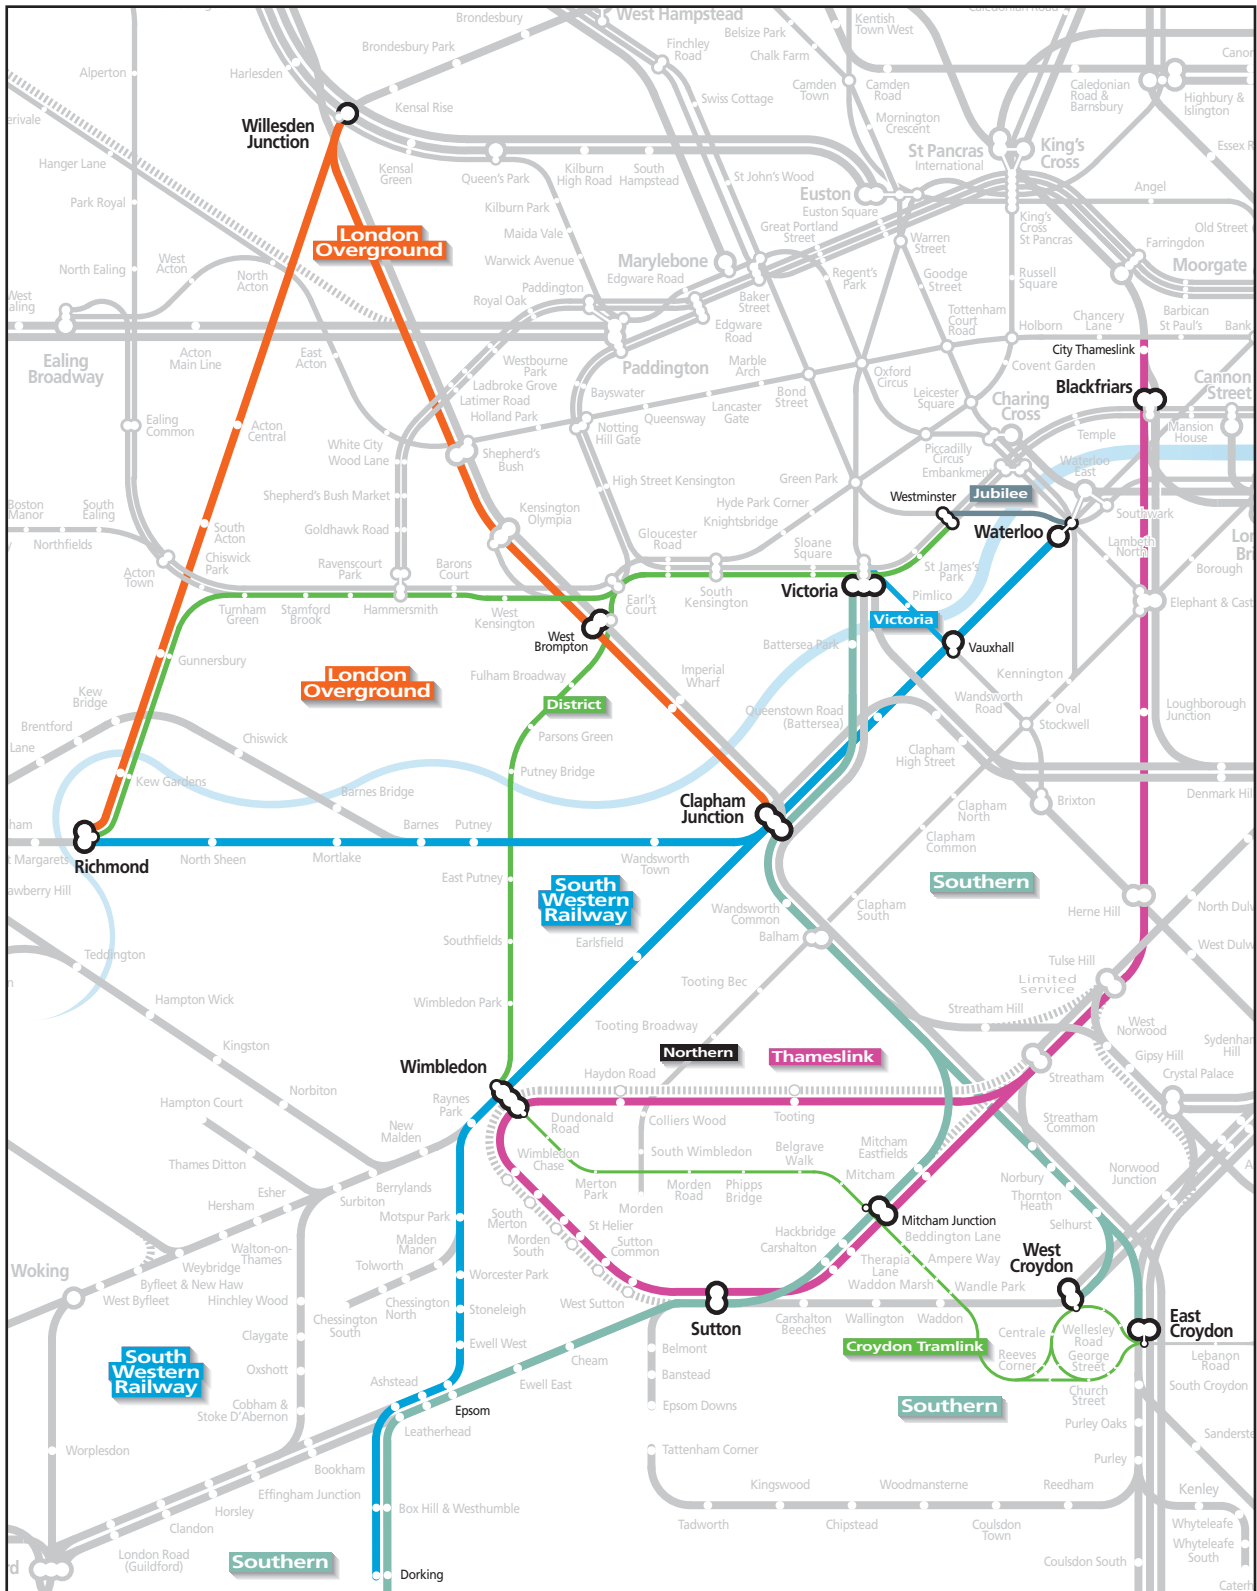 Brondesbury
West Hampstead
Caledonian Road
Kentish
Town West
Belsize Park
Chalk Farm
Finchley
Road
Brondesbury Park
Alperton
Harlesden
Kensal Rise
Swiss Cottage
Camden
Town
Camden
Road
Caledonian
Road &
Barnsbury
Highbury &
Islington
Willesden
Junction
Mornington
Crescent
St Pancras
International
King's
Cross
Essex R
Hanger Lane
Kensal
Green
Queen's Park
Kilburn
High Road
South
Hampstead
St John's Wood
Euston
Euston Square
Angel
Park Royal
Kilburn Park
Great Portland
Street
King's
Cross
St Pancras
Old Street
London
Overground
Maida Vale
Warren
Street
Farringdon
West
Acton
North Ealing
North
Acton
Warwick Avenue
Marylebone
Edgware Road
Regent's
Park
Goodge
Street
Russell
Square
Moorgate
Paddington
Royal Oak
Baker
Street
Tottenham
Court
Road
Barbican
Chancery
Lane
St Paul's
Bank
Holborn
Edgware
Road
Ealing
Broadway
Acton
Main Line
East
Acton
Westbourne
Park
Ladbroke Grove
Latimer Road
Holland Park
Paddington
Marble
Arch
Bond
Street
Oxford
Circus
Covent Garden
City Thameslink
Leicester
Square
Blackfriars
Cannon
Street
Charing
Cross
Bayswater
Queensway
Lancaster
Gate
Notting
Hill Gate
Ealing
Common
Acton
Central
White City
Wood Lane
Shepherd's
Bush
Piccadilly
Circus
Embankment
Temple
Mansion
House
Waterloo
East
High Street Kensington
Green Park
Boston
Manor
South
Ealing
Shepherd's Bush Market
Kensington
Olympia
Hyde Park Corner
Knightsbridge
Westminster
Jubilee
Southwark
Northfields
South
Acton
Goldhawk Road
Gloucester
Road
Sloane
Square
Waterloo
Lambeth
North
Acton
Town
Chiswick
Park
Ravenscourt
Park
Barons
Court
St James's
Park
Borough
Turnham
Green
Stamford
Brook
Hammersmith
West
Kensington
Earl's
Court
South
Kensington
Victoria
Pimlico
Victoria
Elephant & Cast
Gunnersbury
West
Brompton
Battersea Park
Vauxhall
London
Overground
Fulham Broadway
Imperial
Wharf
Kennington
Kew
Bridge
Brentford
Lane
Chiswick
District
Parsons Green
Queenstown Road
(Battersea)
Wandsworth
Road
Oval
Stockwell
Loughborough
Junction
Clapham
High Street
Kew Gardens
Barnes Bridge
Putney Bridge
Denmark Hil
Clapham
Junction
Clapham
North
Brixton
Barnes
Putney
Clapham
Common
Richmond
North Sheen
Mortlake
Wandsworth
Town
East Putney
South
Western
Railway
Southern
Wandsworth
Common
Clapham
South
Herne Hill
North Dulw
Southfields
Earlsfield
Balham
Tulse Hill
West Dulw
Teddington
Limited
service
Tooting Bec
Hampton Wick
Wimbledon Park
Streatham Hill
West
Norwood
Sydenham
Hill
Tooting Broadway
Gipsy Hill
Crystal Palace
Kingston
Wimbledon
Northern
Thameslink
Haydon Road
Streatham
Norbiton
Hampton Court
Raynes
Park
New
Malden
Dundonald
Road
Colliers Wood
Tooting
Streatham
Common
Thames Ditton
Wimbledon
Chase
South Wimbledon
Belgrave
Walk
Mitcham
Eastfields
Mitcham
Norwood
Junction
Esher
Hersham
Surbiton
Berrylands
Merton
Park
Morden
Road
Phipps
Bridge
Norbury
Thornton
Heath
Motspur Park
South
Merton
Morden
St Helier
Mitcham Junction
Selhurst
Walton-on-
Thames
Malden
Manor
Morden
South
Sutton
Common
Hackbridge
Carshalton
Beddington Lane
West
Croydon
Woking
Weybridge
Byfleet & New Haw
West Byfleet
Tolworth
Worcester Park
Therapia
Lane
Ampere Way
Waddon Marsh
Wandle Park
Hinchley Wood
Chessington
North
Chessington
South
Stoneleigh
West Sutton
Sutton
Carshalton
Beeches
Wallington
Waddon
Centrale
Wellesley
Road
East
Croydon
Claygate
Ewell West
Belmont
Croydon Tramlink
Reeves
Corner
George
Street
Lebanon
Road
South
Western
Railway
Oxshott
Cheam
Ewell East
Banstead
Church
Street
South Croydon
Ashstead
Epsom
Cobham &
Stoke D'Abernon
Leatherhead
Epsom Downs
Southern
Purley Oaks
Worplesdon
Tattenham Corner
Purley
Bookham
Kingswood
Woodmansterne
Reedham
Kenley
Effingham Junction
Horsley
Box Hill & Westhumble
Tadworth
Chipstead
Coulsdon
Town
Whyteleafe
Clandon
London Road
(Guildford)
Southern
Dorking
Coulsdon South
Whyteleafe
South